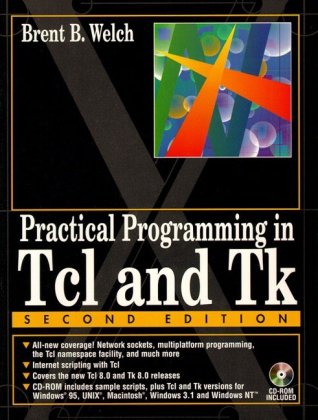 Brent B. Welch
Practical Programming in
Tcl and Tk
SECOND EDITION
All-new coverage! Network sockets, multiplatform programming,
the Tcl namespace facility, and much more
Internet scripting with Tcl
Covers the new Tcl 8.0 and Tk 8.0 releases
CD-ROM includes sample scripts, plus Tcl and Tk versions for
Windows® 95, UNIX®, Macintosh®, Windows 3.1 and Windows NT™
CD-ROM
INCLUDED